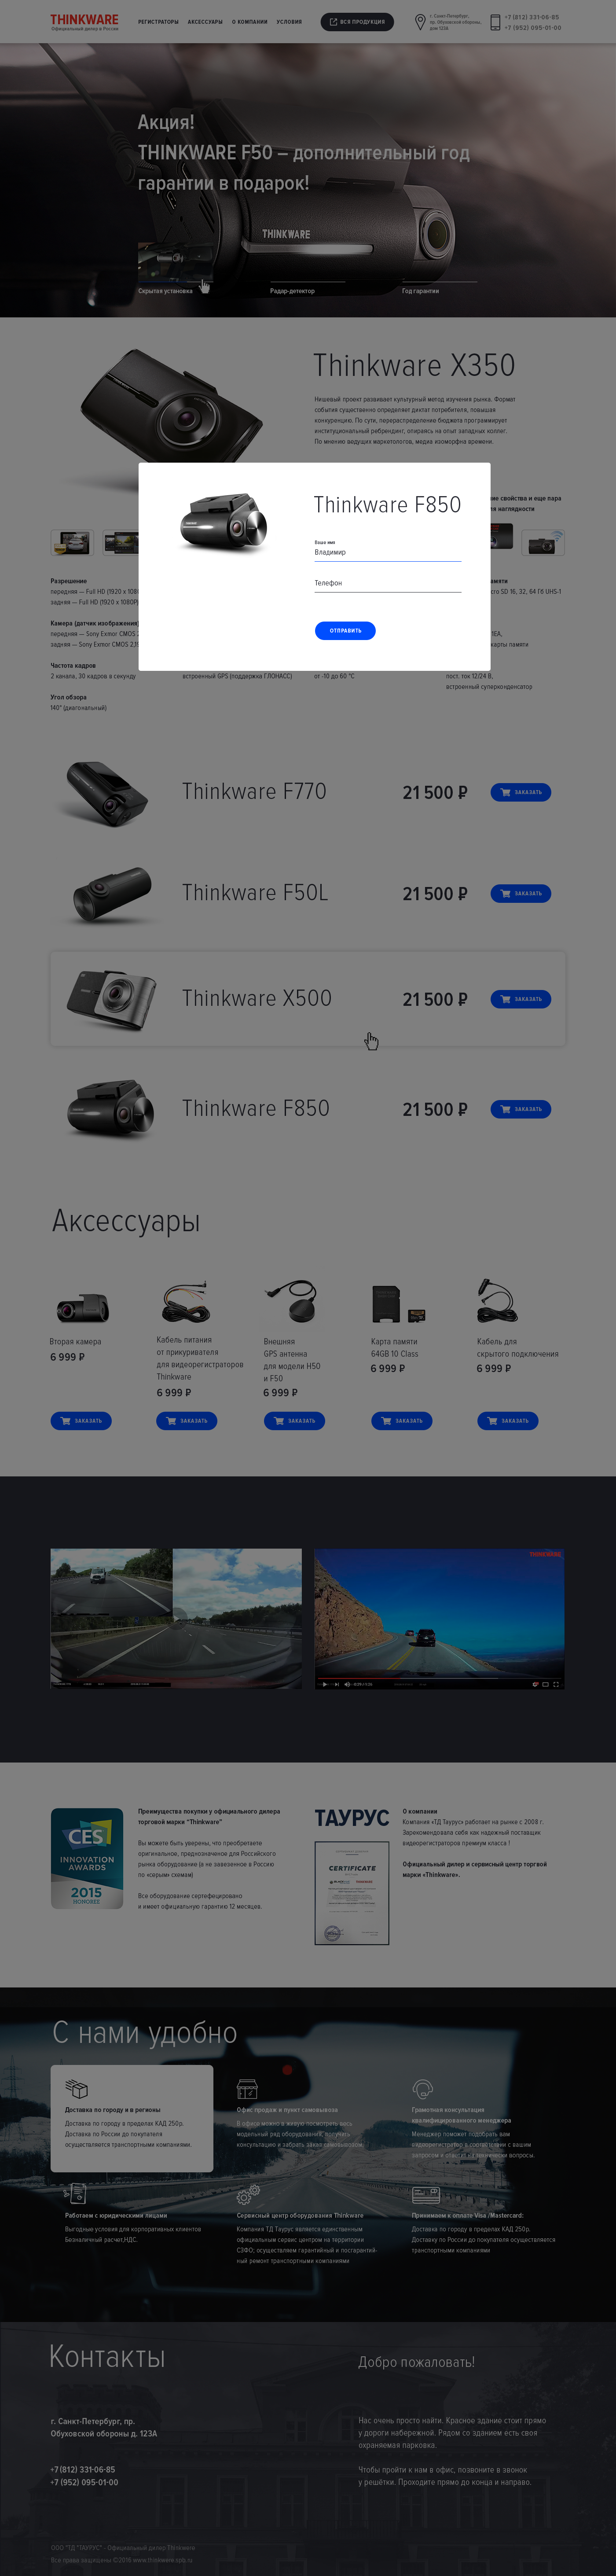 THINKWARE
Официальный дилер в России
РЕГИСТРАТОРЫ АКСЕССУАРЫ О КОМПАНИИ УСЛОВИЯ
ВСЯ ПРОДУКЦИЯ
г. Санкт-Петербург,
пр. Обуховской обороны,
дом 123А
+7 (812) 331-06-85
+7 (952) 095-01-00
Акция!
THINKWARE F50 – дополнительный год
гарантии в подарок!
THINKWARE
Скрытая установка
Радар-детектор
Год гарантии
Thinkware X350
Нишевый проект развивает культурный метод изучения рынка. Формат
события существенно определяет диктат потребителя, повышая
конкуренцию. По сути, перераспределение бюджета программирует
институциональный ребрендинг, опираясь на опыт западных коллег.
По мнению ведущих маркетологов, медиа изоморфна времени.
ые свойства и еще пара
ля наглядности
Thinkware F850
Ваше имя
Владимир
Телефон
ОТПРАВИТЬ
Разрешение
передняя — Full HD (1920 x 108
задняя — Full HD (1920 x 1080P
Камера (датчик изображения)
передняя — Sony Exmor CMOS 2
задняя — Sony Exmor CMOS 2,1
Частота кадров
2 канала, 30 кадров в секунду
Угол обзора
140° (диагональный)
встроенный GPS (поддержка ГЛОНАСС)
от -10 до 60 °C
амяти
о SD 16, 32, 64 Гб UHS-1
карты памяти
пост. ток 12/24 В,
встроенный суперконденсатор
Thinkware F770
21 500 ₽
ЗАКАЗАТЬ
Thinkware F50L
21 500 ₽
ЗАКАЗАТЬ
Thinkware X500
21 500 ₽
ЗАКАЗАТЬ
Thinkware F850
21 500 ₽
ЗАКАЗАТЬ
Аксессуары
Вторая камера
6 999 ₽
ЗАКАЗАТЬ
Кабель питания
от прикуривателя
для видеорегистраторов
Thinkware
6 999 ₽
ЗАКАЗАТЬ
Внешняя
GPS антенна
для модели H50
и F50
6 999 ₽
ЗАКАЗАТЬ
Карта памяти
64GB 10 Class
6 999 ₽
ЗАКАЗАТЬ
Кабель для
скрытого подключения
6 999 ₽
ЗАКАЗАТЬ
THINKWARE
CES
INNOVATION
AWARDS
2015
HONOREE
Преимущества покупки у официального дилера
торговой марки “Thinkware”
Вы можете быть уверены, что приобретаете
оригинальное, предназначенное для Российского
рынка оборудование (а не завезенное в Россию
по «серым» схемам)
Все оборудование сертифицировано
и имеет официальную гарантию 12 месяцев.
ТАУРУС
CERTIFICATE
О компании
Компания «ТД Таурус» работает на рынке с 2008 г.
Зарекомендовала себя как надежный поставщик
видеорегистраторов премиум класса !
Официальный дилер и сервисный центр торговой
марки «Thinkware».
С нами удобно
Доставка по городу и в регионы
Доставка по городу в пределах КАД 250р.
Доставка по России до покупателя
осуществляется транспортными компаниями.
Офис продаж и пункт самовывоза
В офисе можно в живую посмотреть весь
модельный ряд оборудования, получить
консультацию и забрать заказ самовывозом.
Грамотная консультация
квалифицированного менеджера
Менеджер поможет подобрать вам
видеорегистратор в соответствии с вашим
запросом и ответит на технические вопросы.
Работаем с юридическими лицами
Выгодные условия для корпоративных клиентов
Безналичный расчет,НДС.
Сервисный центр оборудования Thinkware
Компания ТД Таурус является единственным
официальным сервис центром на территории
СЗФО; осуществляем гарантийный и постгарантий-
ный ремонт транспортными компаниями
Принимаем к оплате Visa /Mastercard:
Доставка по городу в пределах КАД 250р.
Доставку по России до покупателя осуществляется
транспортными компаниями
Контакты
г. Санкт-Петербург, пр.
Обуховской обороны д. 123А
+7 (812) 331-06-85
+7 (952) 095-01-00
Добро пожаловать!
Нас очень просто найти. Красное здание стоит прямо
у дороги набережной. Рядом со зданием есть своя
охраняемая парковка.
Чтобы пройти к нам в офис, позвоните в звонок
у решётки. Проходите прямо до конца и направо.
ООО "ТД "ТАУРУС" - Официальный дилер Thinkware
Все права защищены ©2016 www.thinkware.spb.ru